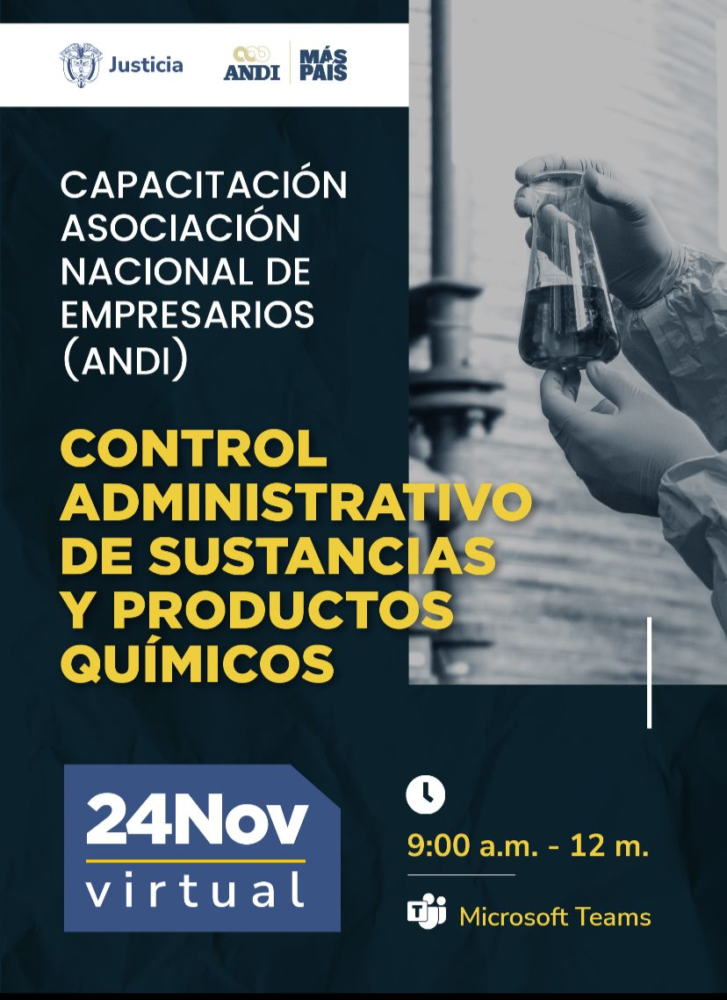 Justicia
ANDI
MÁS
PAÍS
CAPACITACIÓN
ASOCIACIÓN
NACIONAL DE
EMPRESARIOS
(ANDI)
CONTROL
ADMINISTRATIVO
DE SUSTANCIAS
Y PRODUCTOS
QUÍMICOS
24Nov
virtual
9:00 a.m. - 12 m.
T
Microsoft Teams